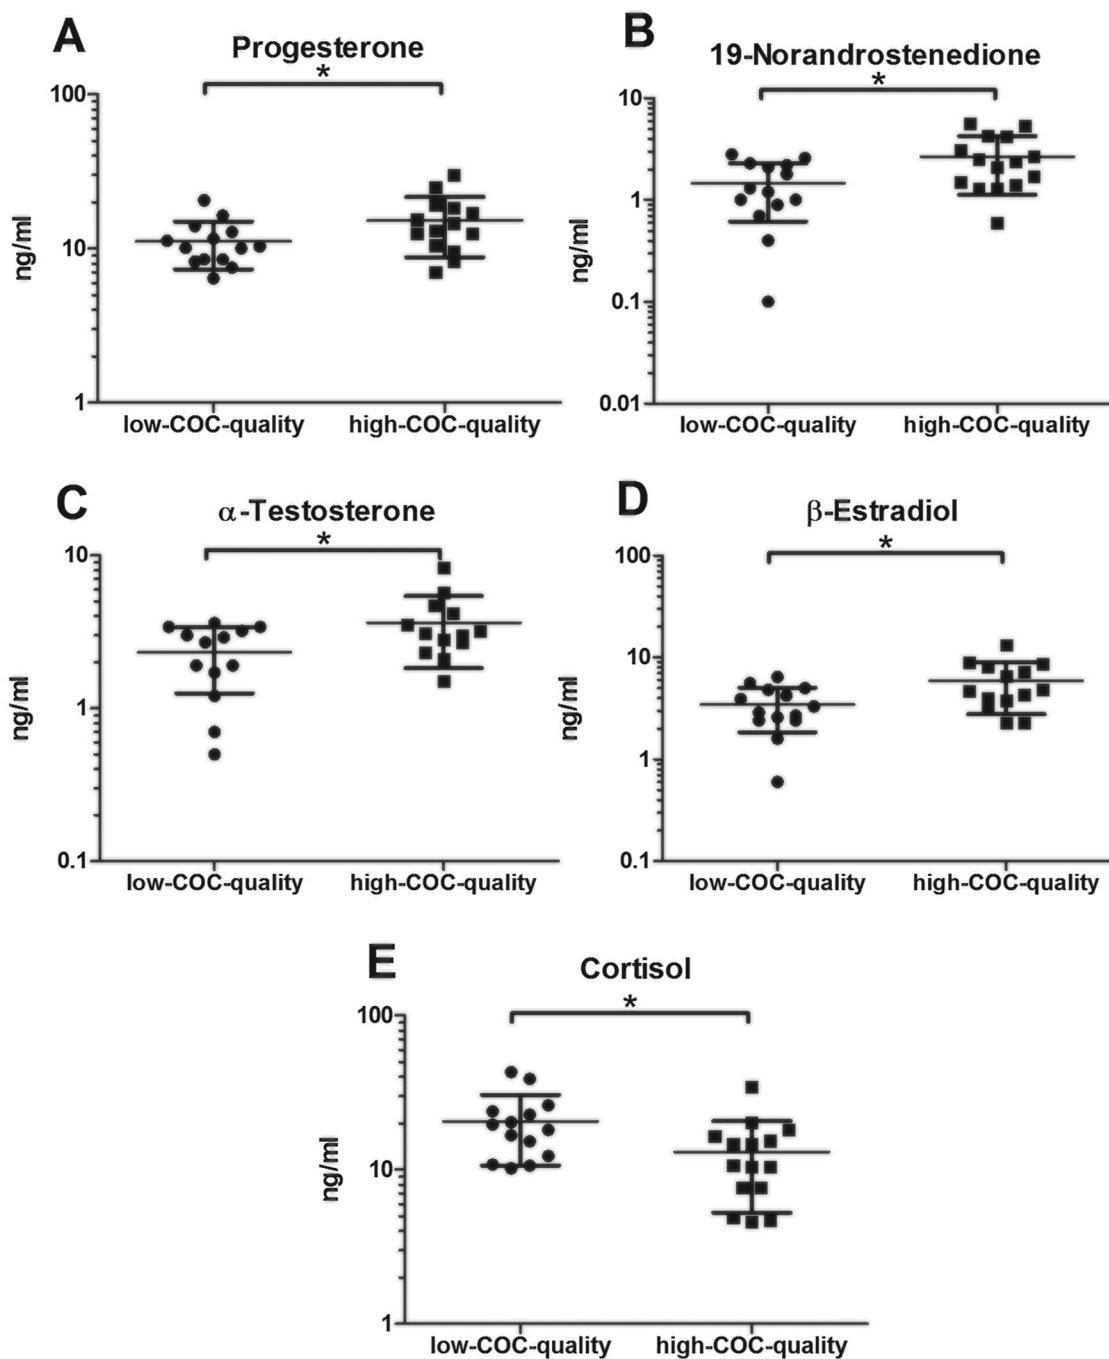 A
Progesterone
*
100
10
1
ng/ml
low-COC-quality
high-COC-quality
B
19-Norandrostenedione
*
10
1
0.1
0.01
ng/ml
low-COC-quality
high-COC-quality
C
α-Testosterone
*
10
1
0.1
ng/ml
low-COC-quality
high-COC-quality
D
β-Estradiol
*
100
10
1
0.1
ng/ml
low-COC-quality
high-COC-quality
E
Cortisol
*
100
10
1
ng/ml
low-COC-quality
high-COC-quality